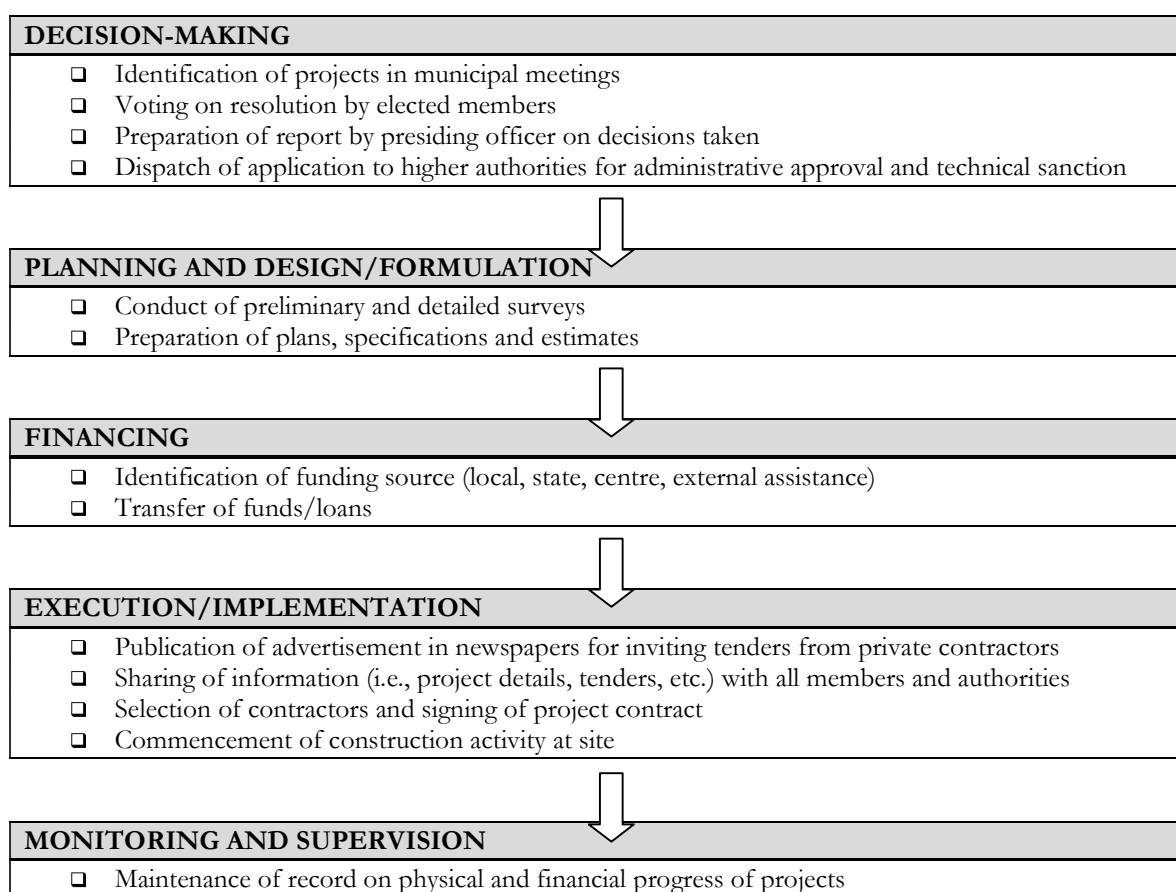 DECISION-MAKING
❑ Identification of projects in municipal meetings
❑ Voting on resolution by elected members
❑ Preparation of report by presiding officer on decisions taken
❑ Dispatch of application to higher authorities for administrative approval and technical sanction
PLANNING AND DESIGN/FORMULATION
❑ Conduct of preliminary and detailed surveys
❑ Preparation of plans, specifications and estimates
FINANCING
❑ Identification of funding source (local, state, centre, external assistance)
❑ Transfer of funds/loans
EXECUTION/IMPLEMENTATION
❑ Publication of advertisement in newspapers for inviting tenders from private contractors
❑ Sharing of information (i.e., project details, tenders, etc.) with all members and authorities
❑ Selection of contractors and signing of project contract
❑ Commencement of construction activity at site
MONITORING AND SUPERVISION
❑ Maintenance of record on physical and financial progress of projects